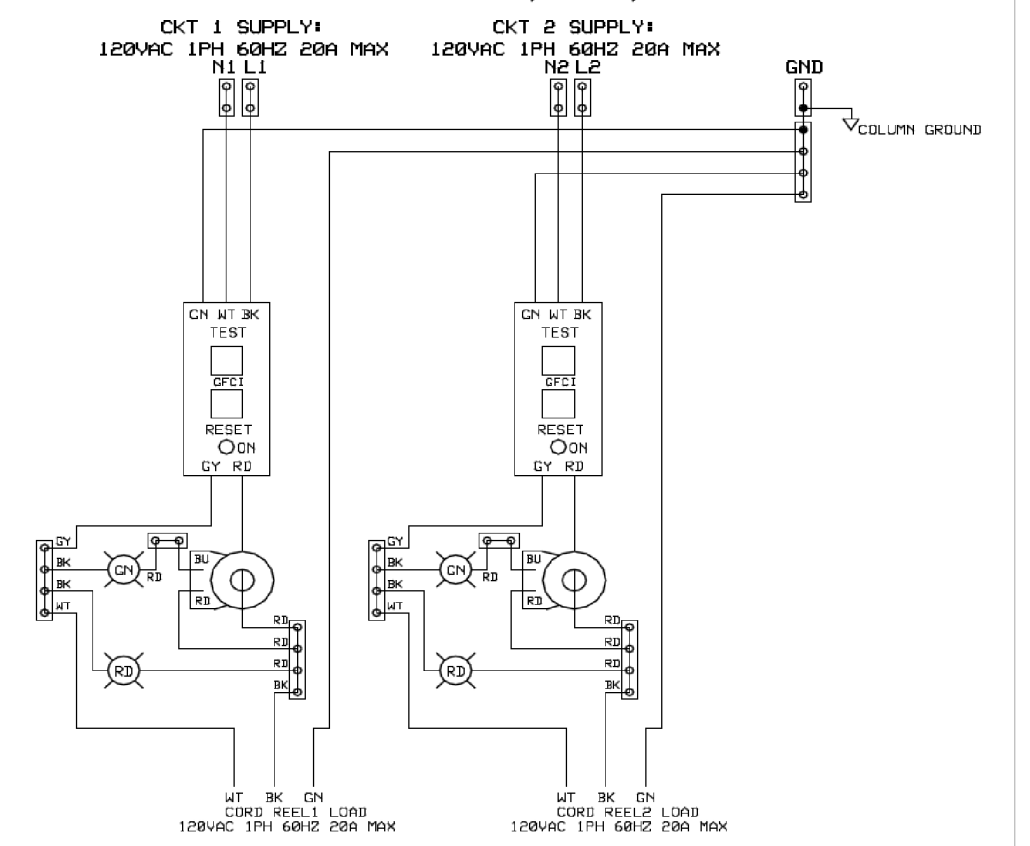 CKT 1 SUPPLY:
120VAC 1PH 60HZ 20A MAX
N1 L1
CKT 2 SUPPLY:
120VAC 1PH 60HZ 20A MAX
N2 L2
GND
COLUMN GROUND
GN WT BK
TEST
GFCI
RESET
ON
GY RD
GN WT BK
TEST
GFCI
RESET
ON
GY RD
GY
BK
BK
WT
GN
RD
BU
RD
RD
RD
RD
RD
BK
WT BK GN
CORD REEL1 LOAD
120VAC 1PH 60HZ 20A MAX
GY
BK
BK
WT
GN
RD
BU
RD
RD
RD
RD
RD
BK
WT BK GN
CORD REEL2 LOAD
120VAC 1PH 60HZ 20A MAX